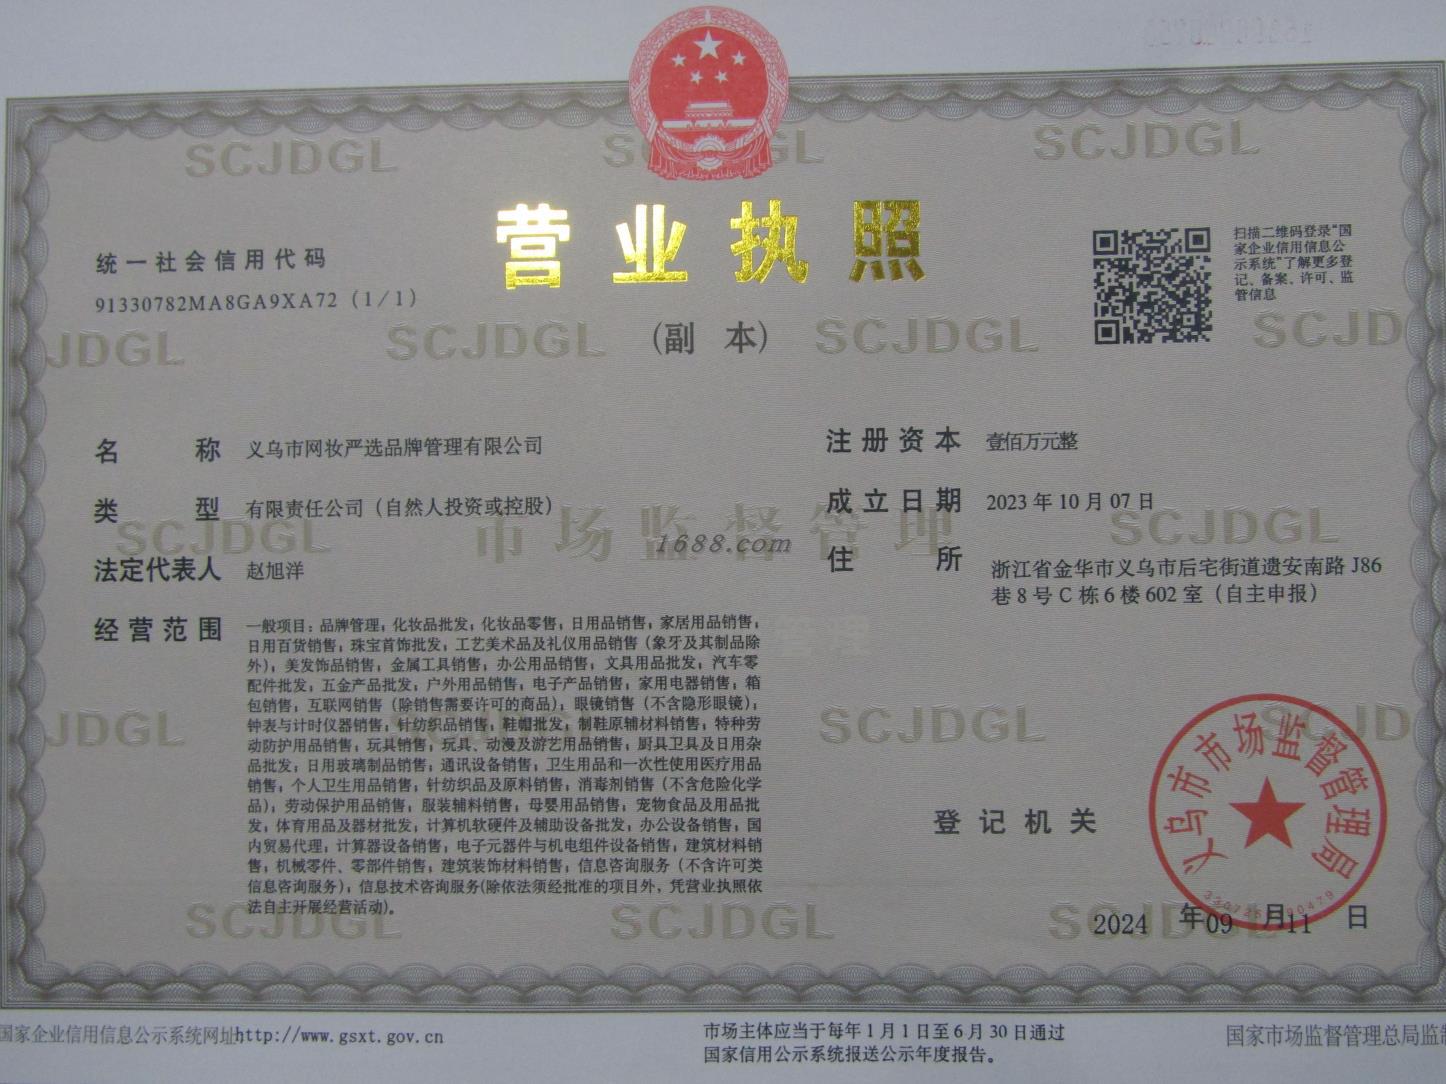 营业执照
(副 本)
统一社会信用代码
91330782MA8GA9XA72 (1/1)
扫描二维码登录“国
家企业信用信息公
示系统”了解更多登
记、备案、许可、监
管信息
名 称 义乌市网妆严选品牌管理有限公司
类 型 有限责任公司（自然人投资或控股）
法定代表人 赵旭洋
经营范围 一般项目：品牌管理；化妆品批发；化妆品零售；日用品销售；家居用品销售；
日用百货销售；珠宝首饰批发；工艺美术品及礼仪用品销售（象牙及其制品除
外）；美发饰品销售；金属工具销售；办公用品销售；文具用品批发；汽车零
配件批发；五金产品批发；户外用品销售；电子产品销售；家用电器销售；箱
包销售；互联网销售（除销售需要许可的商品）；眼镜销售（不含隐形眼镜）；
钟表与计时仪器销售；针纺织品销售；鞋帽批发；制鞋原辅材料销售；特种劳
动防护用品销售；玩具销售；玩具、动漫及游艺用品销售；厨具卫具及日用杂
品批发；日用玻璃制品销售；通讯设备销售；卫生用品和一次性使用医疗用品
销售；个人卫生用品销售；针纺织品及原料销售；消毒剂销售（不含危险化学
品）；劳动保护用品销售；服装辅料销售；母婴用品销售；宠物食品及用品批
发；体育用品及器材批发；计算机软硬件及辅助设备批发；办公设备销售；国
内贸易代理；计算器设备销售；电子元器件与机电组件设备销售；建筑材料销
售；机械零件、零部件销售；建筑装饰材料销售；信息咨询服务（不含许可类
信息咨询服务）；信息技术咨询服务(除依法须经批准的项目外，凭营业执照依
法自主开展经营活动)。
注册资本 壹佰万元整
成立日期 2023年10月07日
住 所 浙江省金华市义乌市后宅街道遗安南路J86
巷8号C栋6楼602室（自主申报）
登记机关
义乌市市场监督管理局
2024 年09 月11 日
SCJDGL
市场监督管理
1688.com
国家企业信用信息公示系统网址http://www.gsxt.gov.cn
市场主体应当于每年1月1日至6月30日通过
国家信用公示系统报送公示年度报告。
国家市场监督管理总局监制